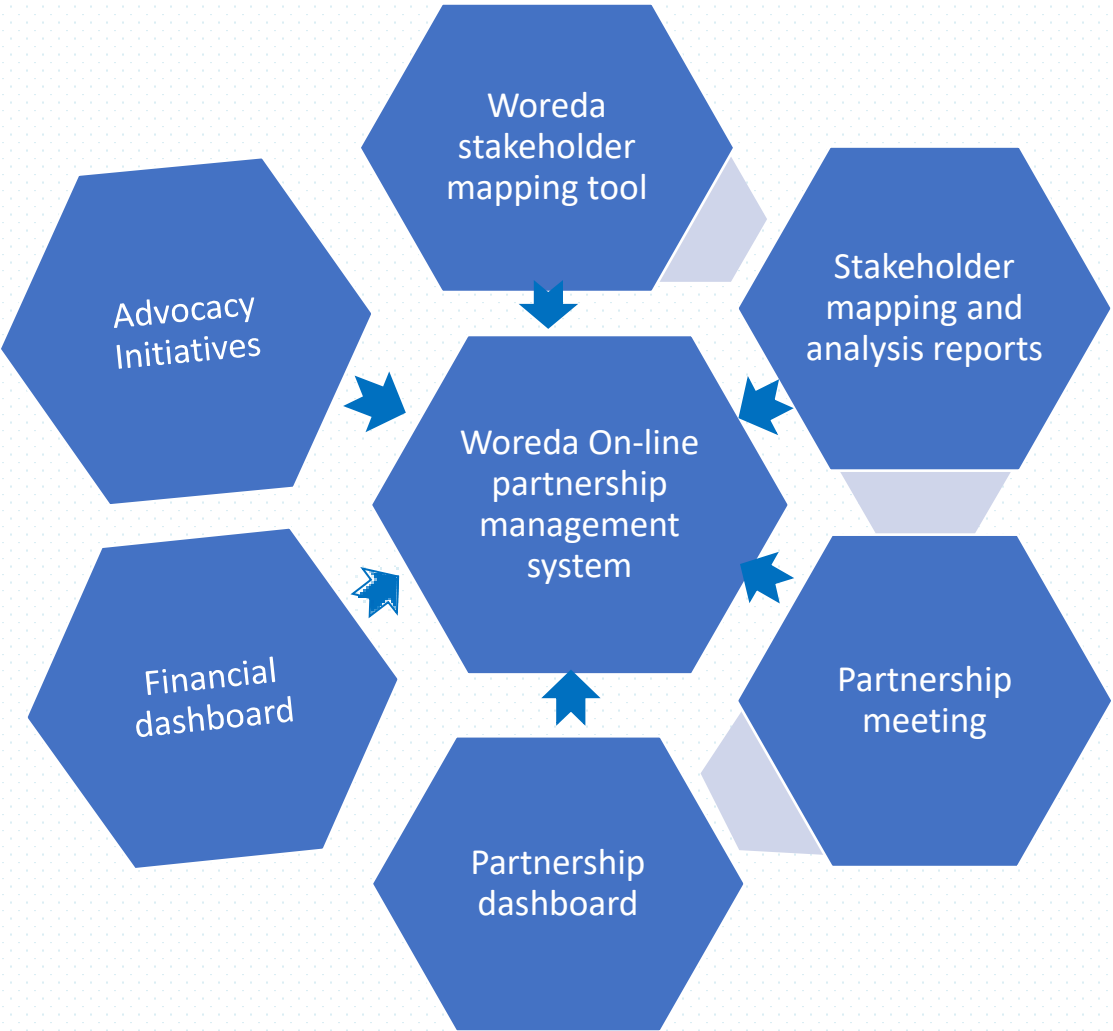 Woreda
stakeholder
mapping tool
Stakeholder
mapping and
analysis reports
Advocacy
Initiatives
Woreda On-line
partnership
management
system
Partnership
meeting
Financial
dashboard
Partnership
dashboard